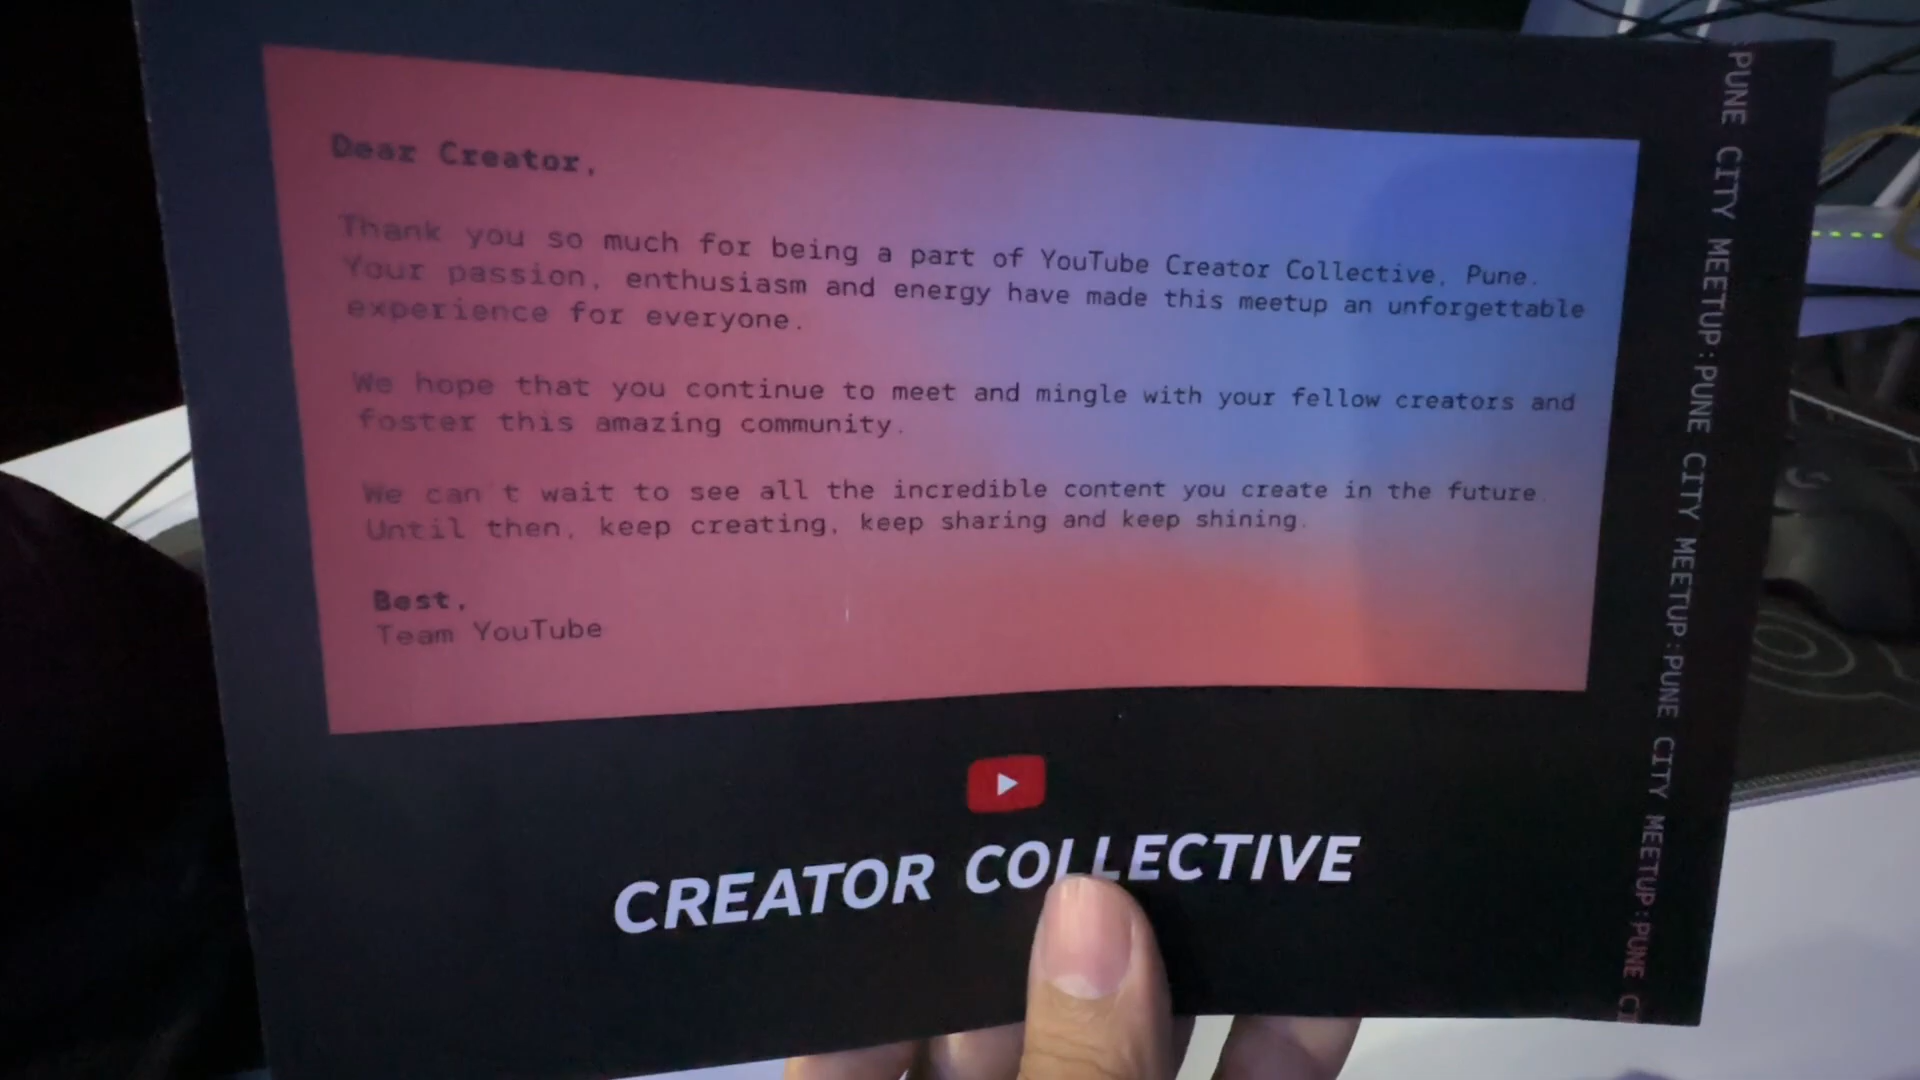 Dear Creator,
Thank you so much for being a part of YouTube Creator Collective, Pune.
Your passion, enthusiasm and energy have made this meetup an unforgettable
experience for everyone.
We hope that you continue to meet and mingle with your fellow creators and
foster this amazing community.
We can't wait to see all the incredible content you create in the future.
Until then, keep creating, keep sharing and keep shining.
Best,
Team YouTube
CREATOR COLLECTIVE
:PUNE CITY MEETUP:PUNE CITY MEETUP:PUNE CITY MEETUP:PUNE C